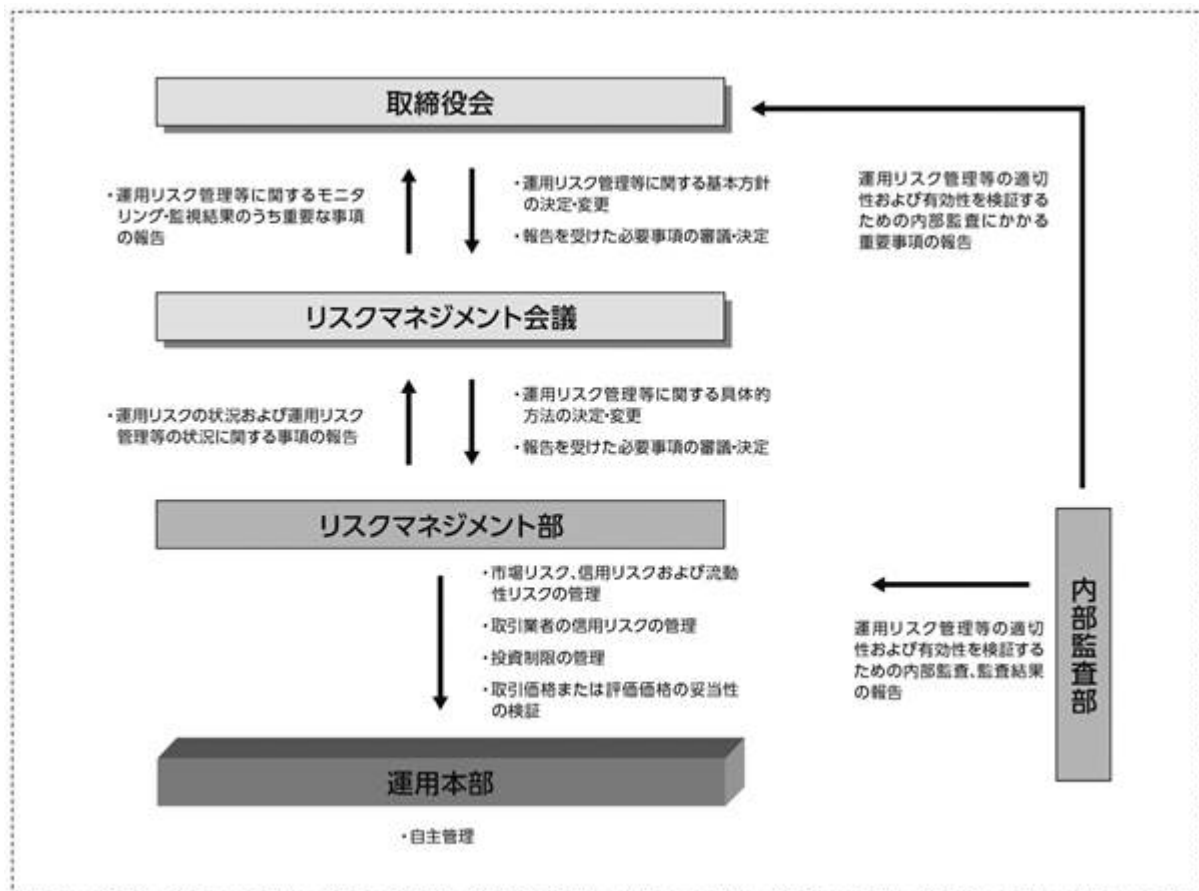 取締役会
・運用リスク管理等に関するモニタ
リング・監視結果のうち重要な事項
の報告
・運用リスク管理等に関する基本方針
の決定・変更
・報告を受けた必要事項の審議・決定
運用リスク管理等の適切
性および有効性を検証す
るための内部監査にかかる
重要事項の報告
リスクマネジメント会議
・運用リスクの状況および運用リスク
管理等の状況に関する事項の報告
・運用リスク管理等に関する具体的
方法の決定・変更
・報告を受けた必要事項の審議・決定
リスクマネジメント部
・市場リスク、信用リスクおよび流動
性リスクの管理
・取引業者の信用リスクの管理
・投資制限の管理
・取引価格または評価価格の妥当性
の検証
運用リスク管理等の適切
性および有効性を検証する
ための内部監査、監査結果
の報告
内部監査部
運用本部
・自主管理